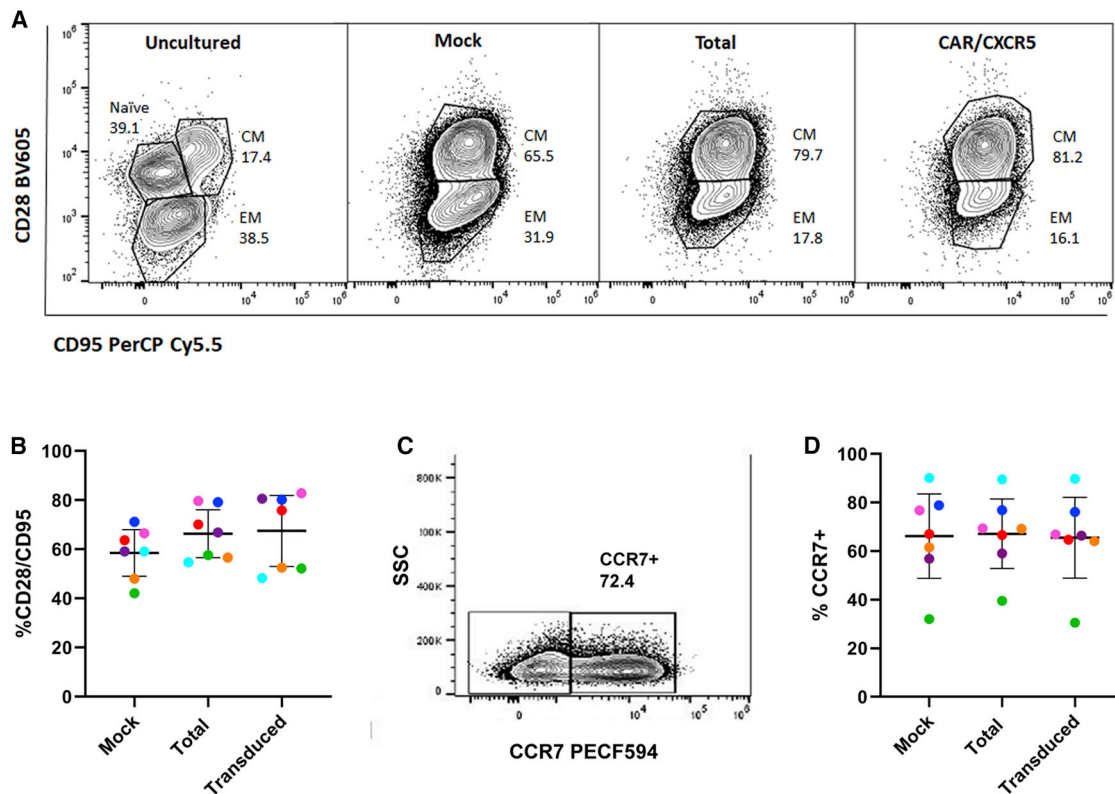 A
Uncultured
Mock
Total
CAR/CXCR5
CD28 BV605
10⁶
10⁵
10⁴
10³
10²
Naïve
39.1
CM
17.4
EM
38.5
CM
65.5
EM
31.9
CM
79.7
EM
17.8
CM
81.2
EM
16.1
0 10⁴ 10⁵ 10⁶
0 10⁴ 10⁵ 10⁶
0 10⁴ 10⁵ 10⁶
0 10⁴ 10⁵ 10⁶
CD95 PerCP Cy5.5
B
%CD28/CD95
100
80
60
40
20
0
Mock
Total
Transduced
C
SSC
800K
600K
400K
200K
0
CCR7+
72.4
0 10⁴ 10⁵ 10⁶
CCR7 PECF594
D
% CCR7+
100
80
60
40
20
0
Mock
Total
Transduced